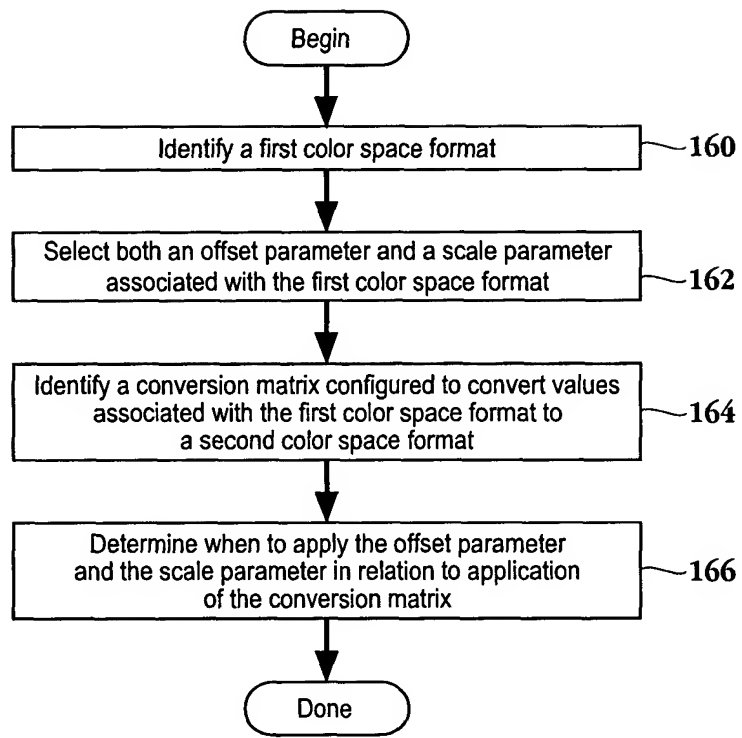 Begin
Identify a first color space format
160
Select both an offset parameter and a scale parameter
associated with the first color space format
162
Identify a conversion matrix configured to convert values
associated with the first color space format to
a second color space format
164
Determine when to apply the offset parameter
and the scale parameter in relation to application
of the conversion matrix
166
Done